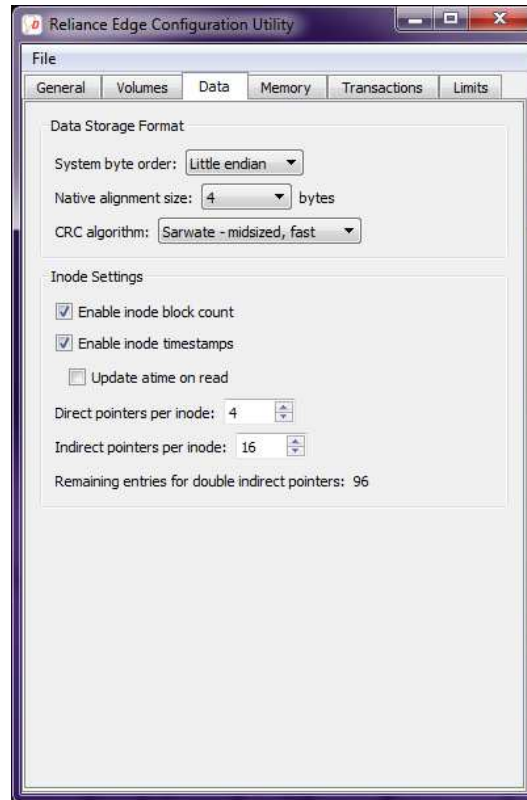 Reliance Edge Configuration Utility
File
General Volumes Data Memory Transactions Limits
Data Storage Format
System byte order: Little endian
Native alignment size: 4 bytes
CRC algorithm: Sarwate - midsized, fast
Inode Settings
Enable inode block count
Enable inode timestamps
Update atime on read
Direct pointers per inode: 4
Indirect pointers per inode: 16
Remaining entries for double indirect pointers: 96